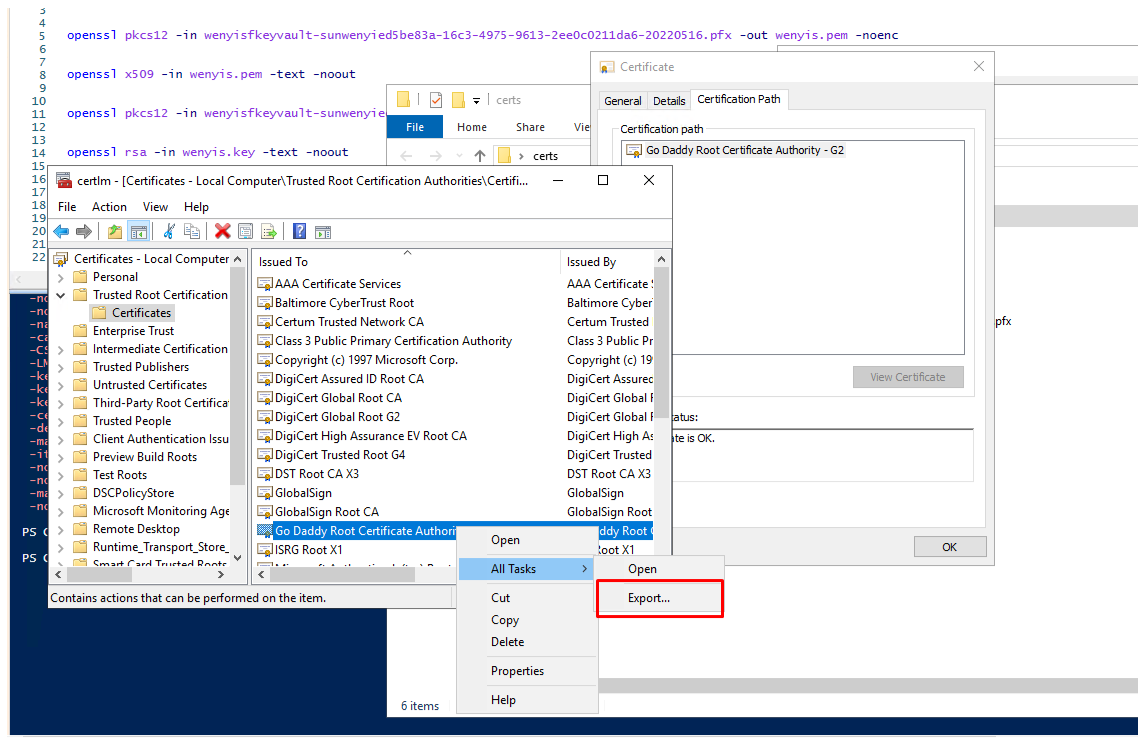 3
4
5 openssl pkcs12 -in wenyisfkeyvault-sunwenyied5be83a-16c3-4975-9613-2ee0c0211da6-20220516.pfx -out wenyis.pem -noenc
6
7
8 openssl x509 -in wenyis.pem -text -noout
9
10
11 openssl pkcs12 -in wenyisfkeyvault-sunwenyied
12
13
14 openssl rsa -in wenyis.key -text -noout
15
16
17
18
19
20
21
22
certs
File Home Share Vie
certs
Certificate
General Details Certification Path
Certification path
Go Daddy Root Certificate Authority - G2
View Certificate
atus:
ate is OK.
OK
pfx
certlm - [Certificates - Local Computer\Trusted Root Certification Authorities\Certifi...
File Action View Help
Certificates - Local Computer
Personal
Trusted Root Certification
Certificates
Enterprise Trust
Intermediate Certification
Trusted Publishers
Untrusted Certificates
Third-Party Root Certifica
Trusted People
Client Authentication Issu
Preview Build Roots
Test Roots
DSCPolicyStore
Microsoft Monitoring Age
Remote Desktop
Runtime_Transport_Store_
Smart Card Trusted Roots
Issued To Issued By
AAA Certificate Services AAA Certificate
Baltimore CyberTrust Root Baltimore Cyber
Certum Trusted Network CA Certum Trusted
Class 3 Public Primary Certification Authority Class 3 Public Pr
Copyright (c) 1997 Microsoft Corp. Copyright (c) 19
DigiCert Assured ID Root CA DigiCert Assured
DigiCert Global Root CA DigiCert Global R
DigiCert Global Root G2 DigiCert Global R
DigiCert High Assurance EV Root CA DigiCert High As
DigiCert Trusted Root G4 DigiCert Trusted
DST Root CA X3 DST Root CA X3
GlobalSign GlobalSign
GlobalSign Root CA GlobalSign Root
Go Daddy Root Certificate Authori ddy Root
ISRG Root X1 Root X1
Contains actions that can be performed on the item.
Open
All Tasks
Cut
Copy
Delete
Properties
Help
Open
Export...
-no
-no
-na
-ca
-CS
-LM
-ke
-ke
-ke
-ce
-de
-ma
-it
-no
-no
-ma
-no
PS
PS
6 items